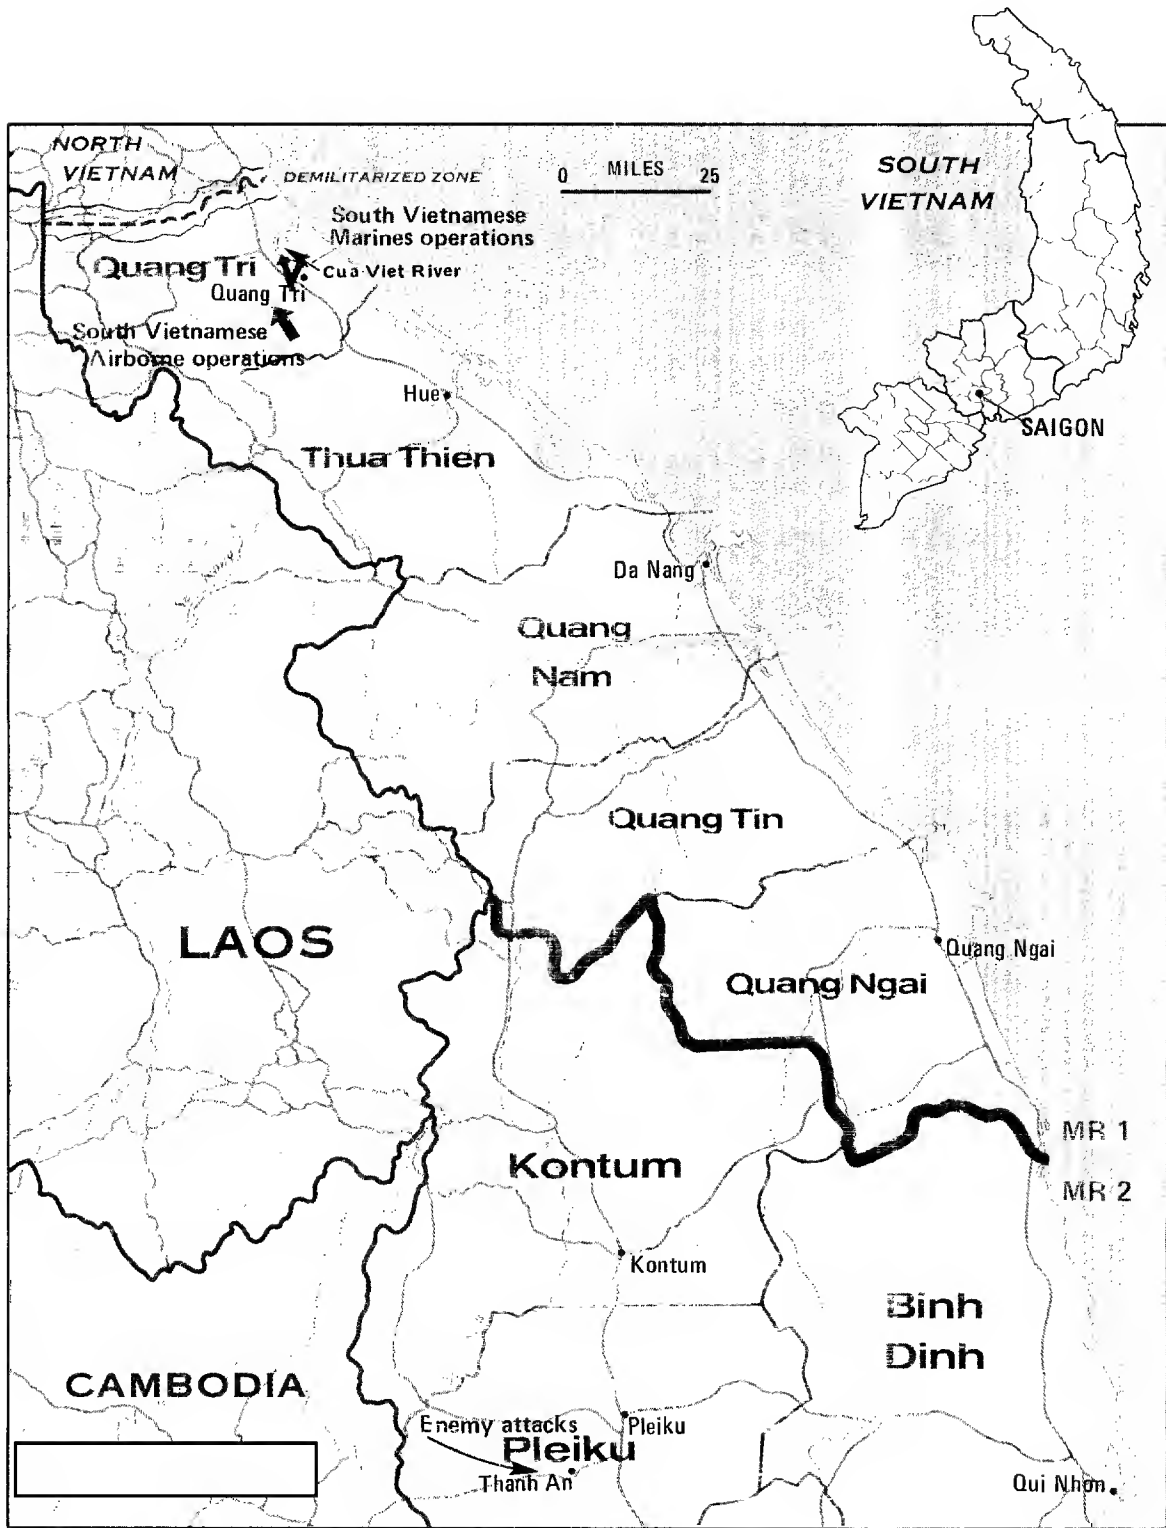 NORTH
VIETNAM
DEMILITARIZED ZONE
0 MILES 25
SOUTH
VIETNAM
South Vietnamese
Marines operations
Quang Tri
Cua Viet River
Quang Tri
South Vietnamese
Airborne operations
Hue
SAIGON
Thua Thien
Da Nang
Quang
Nam
Quang Tin
LAOS
Quang Ngai
Quang Ngai
MR 1
Kontum
MR 2
Kontum
Binh
Dinh
CAMBODIA
Enemy attacks
Pleiku
Pleiku
Thanh An
Qui Nhon